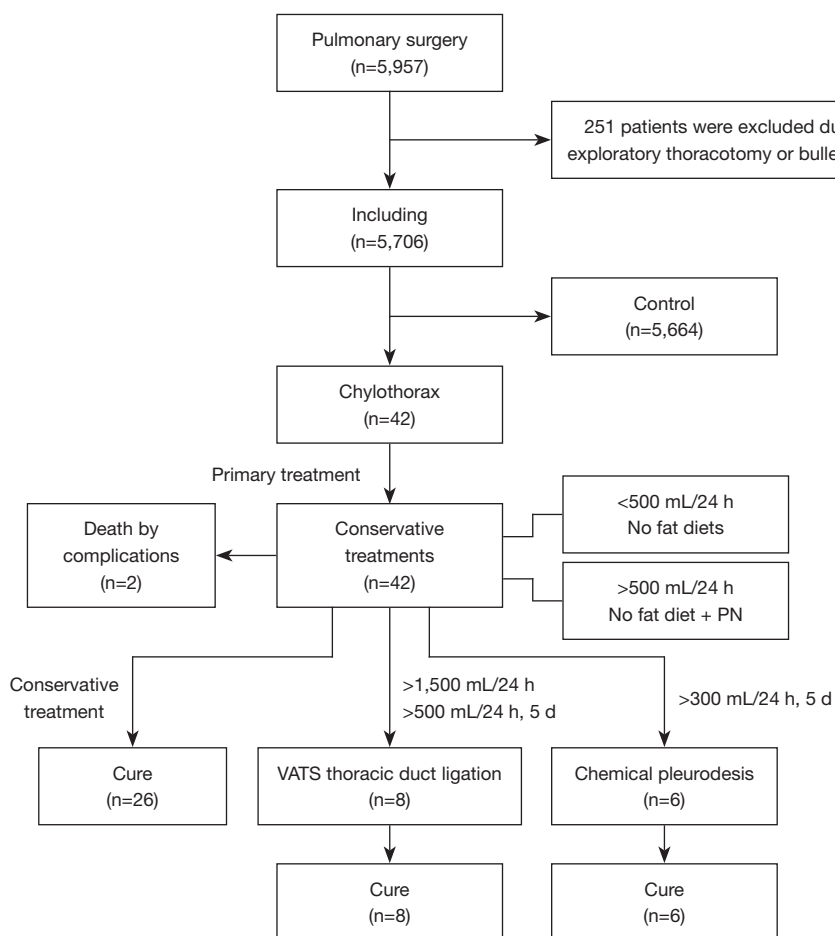 Pulmonary surgery
(n=5,957)
251 patients were excluded
exploratory thoracotomy or
Including
(n=5,706)
Control
(n=5,664)
Chylothorax
(n=42)
Primary treatment
Death by
complications
(n=2)
Conservative
treatments
(n=42)
<500 mL/24 h
No fat diets
>500 mL/24 h
No fat diet + PN
Conservative
treatment
>1,500 mL/24 h
>500 mL/24 h, 5 d
>300 mL/24 h, 5 d
Cure
(n=26)
VATS thoracic duct ligation
(n=8)
Chemical pleurodesis
(n=6)
Cure
(n=8)
Cure
(n=6)